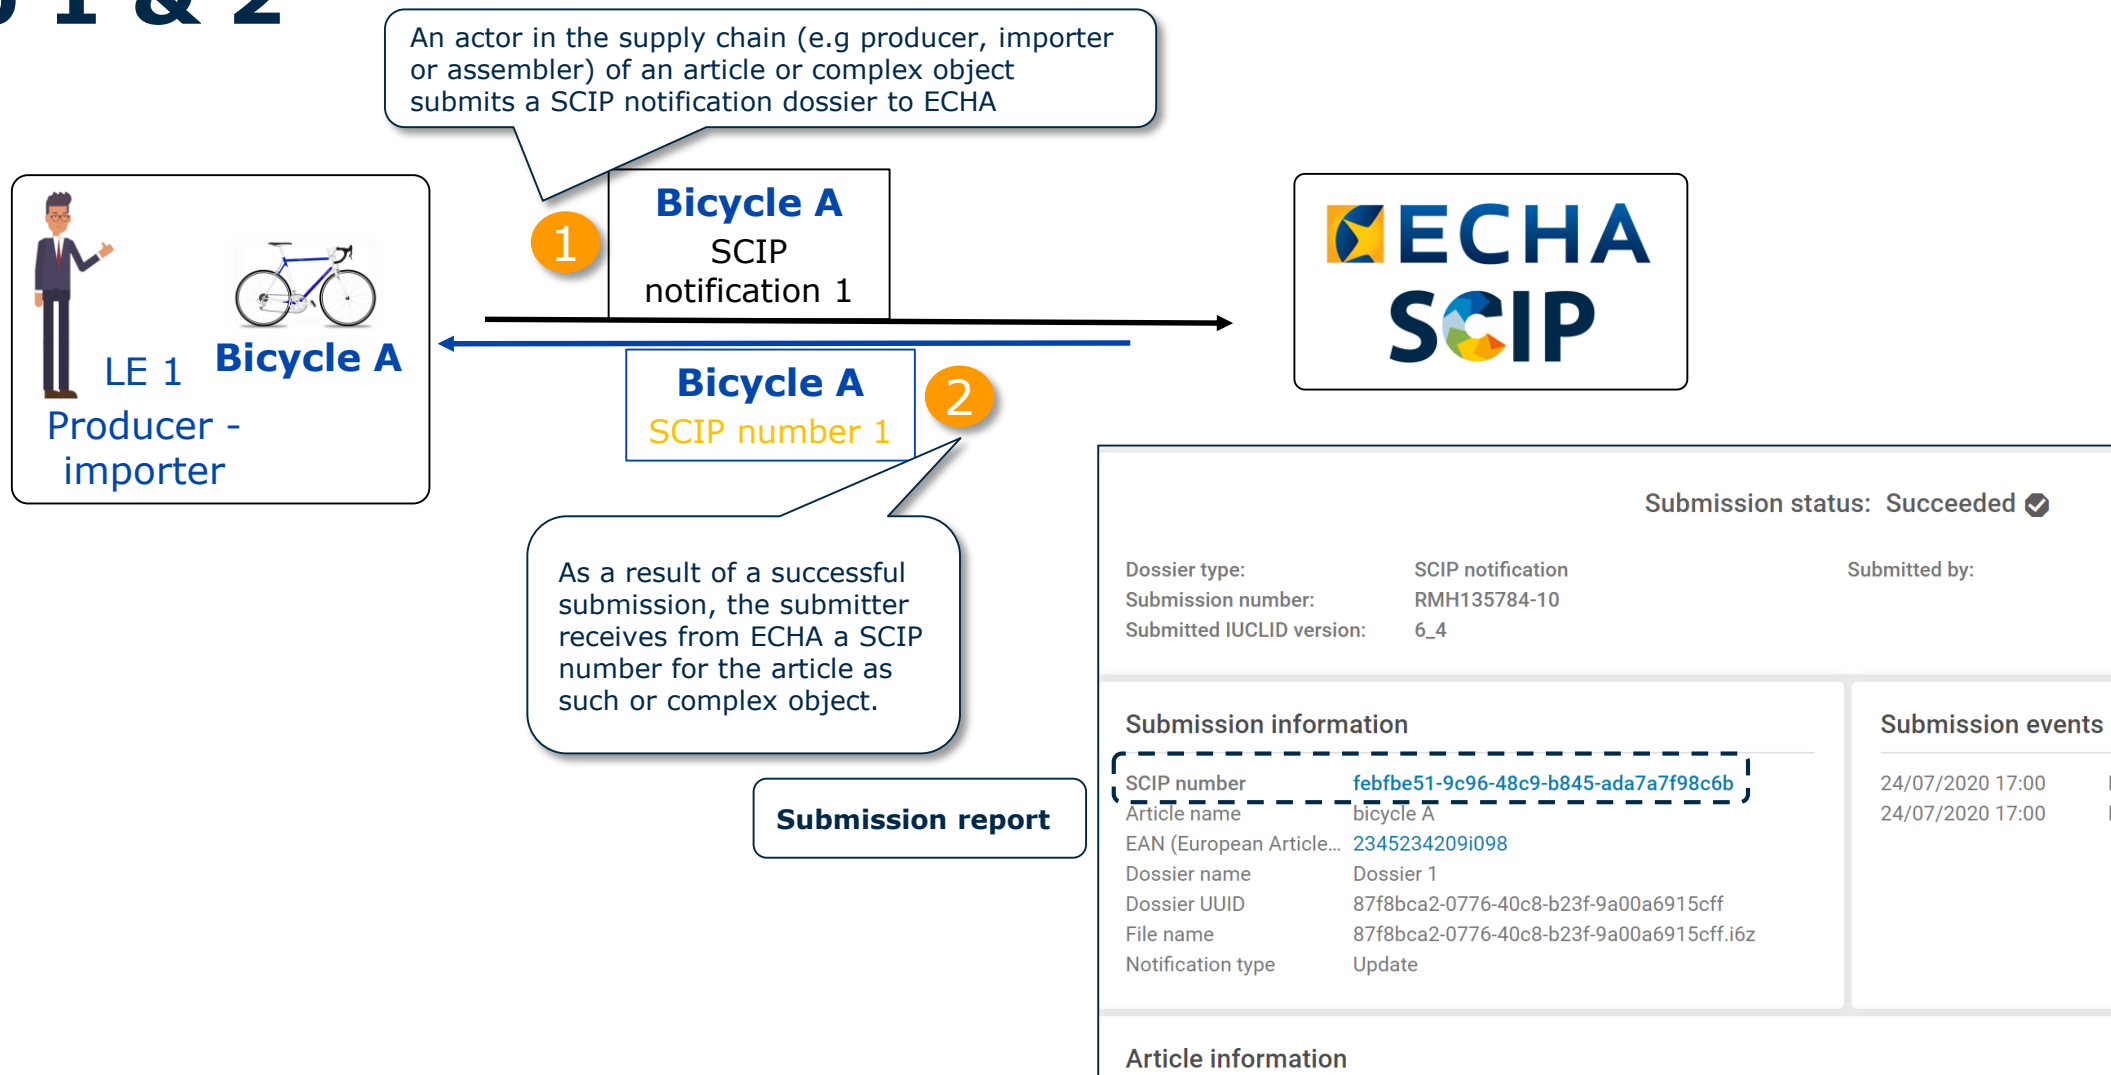 1 & 2
An actor in the supply chain (e.g producer, importer
or assembler) of an article or complex object
submits a SCIP notification dossier to ECHA
1
Bicycle A
SCIP
notification 1
ECHA
SCIP
LE 1
Bicycle A
Producer -
importer
Bicycle A
SCIP number 1
2
As a result of a successful
submission, the submitter
receives from ECHA a SCIP
number for the article as
such or complex object.
Submission report
Submission status: Succeeded
Dossier type: SCIP notification
Submitted by:
Submission number: RMH135784-10
Submitted IUCLID version: 6_4
Submission information
SCIP number febfbe51-9c96-48c9-b845-ada7a7f98c6b
Article name bicycle A
EAN (European Article... 2345234209i098
Dossier name Dossier 1
Dossier UUID 87f8bca2-0776-40c8-b23f-9a00a6915cff
File name 87f8bca2-0776-40c8-b23f-9a00a6915cff.i6z
Notification type Update
Submission events
24/07/2020 17:00
24/07/2020 17:00
Article information